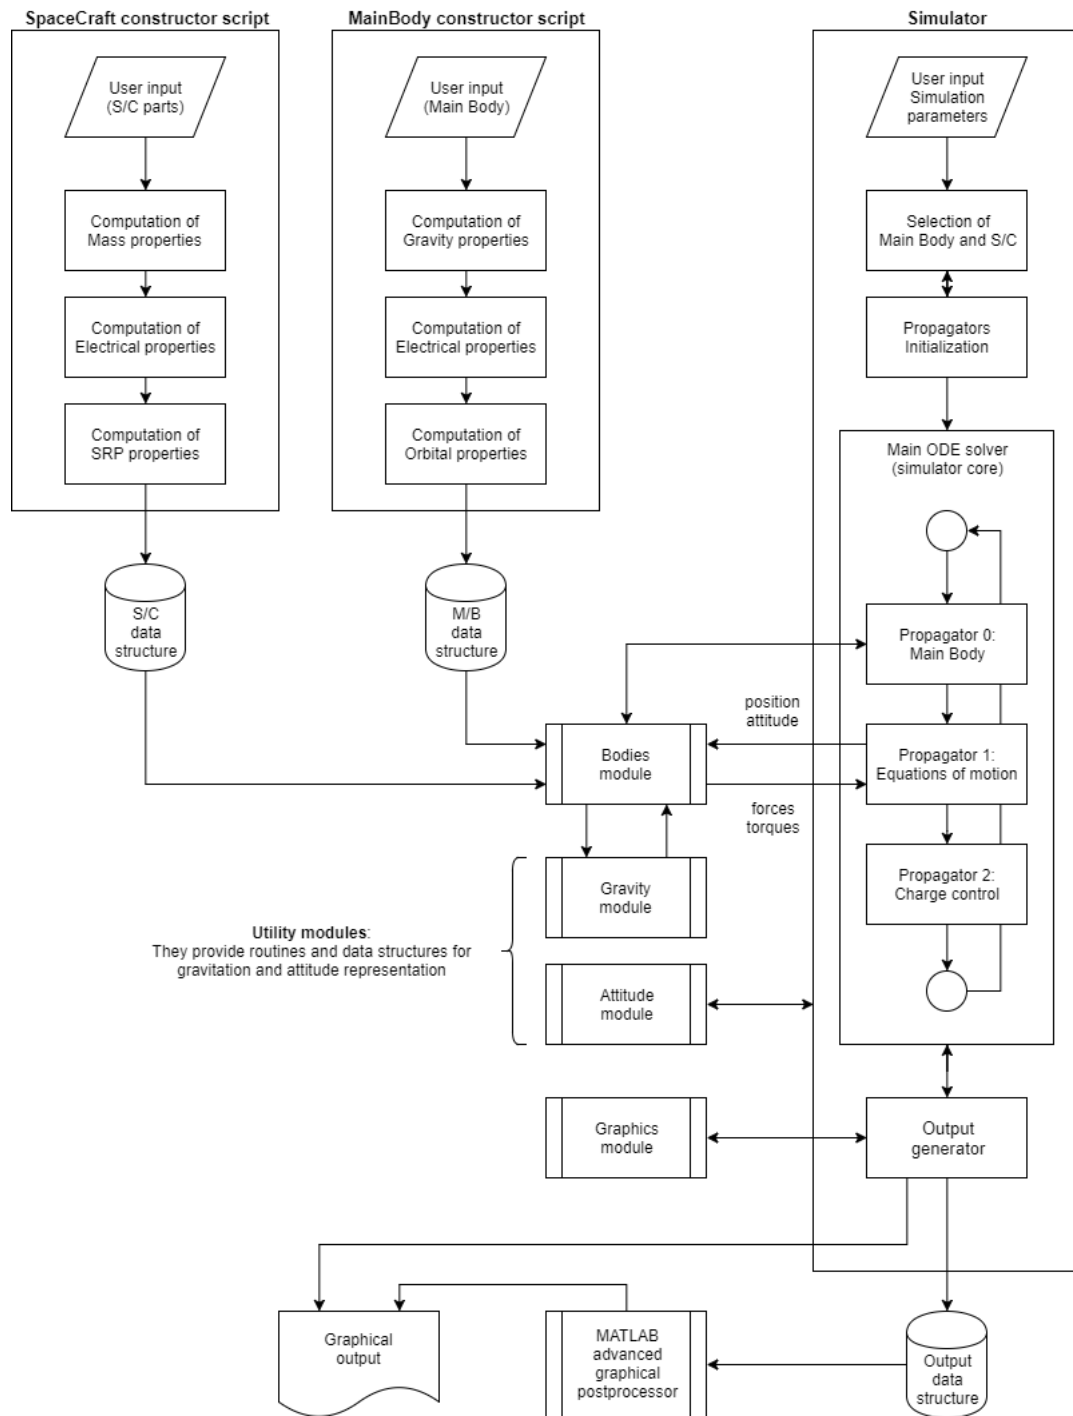 SpaceCraft constructor script
User input
(S/C parts)
Computation of
Mass properties
Computation of
Electrical properties
Computation of
SRP properties
S/C
data
structure
MainBody constructor script
User input
(Main Body)
Computation of
Gravity properties
Computation of
Electrical properties
Computation of
Orbital properties
M/B
data
structure
Simulator
User input
Simulation
parameters
Selection of
Main Body and S/C
Propagators
Initialization
Main ODE solver
(simulator core)
Propagator 0:
Main Body
position
attitude
Bodies
module
Propagator 1:
Equations of motion
forces
torques
Propagator 2:
Charge control
Gravity
module
Utility modules:
They provide routines and data structures for
gravitation and attitude representation
Attitude
module
Graphics
module
Output
generator
Graphical
output
MATLAB
advanced
graphical
postprocessor
Output
data
structure